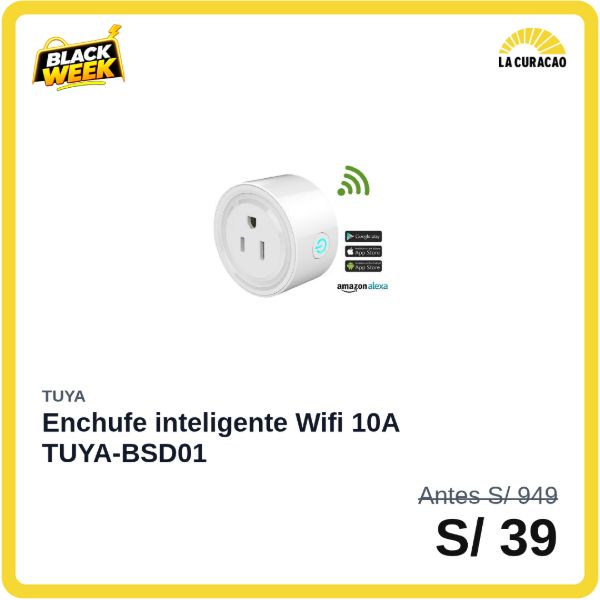 BLACK
WEEK
LA CURACAO
Google play
App Store
App Store
amazon alexa
TUYA
Enchufe inteligente Wifi 10A
TUYA-BSD01
Antes S/ 949
S/ 39